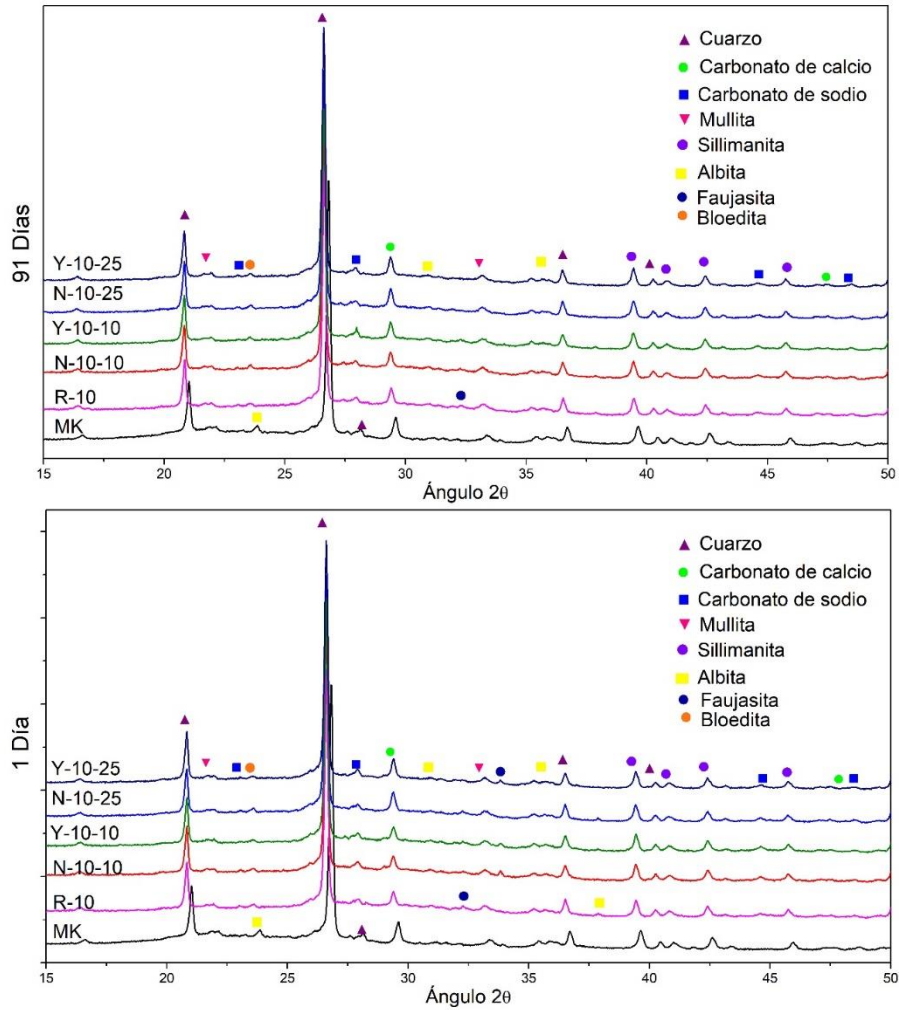 Cuarzo
Carbonato de calcio
Carbonato de sodio
Mullita
Sillimanita
Albita
Faujasita
Bloedita
91 Días
Y-10-25
N-10-25
Y-10-10
N-10-10
R-10
MK
15 20 25 30 35 40 45 50
Ángulo 2θ
Cuarzo
Carbonato de calcio
Carbonato de sodio
Mullita
Sillimanita
Albita
Faujasita
Bloedita
1 Día
Y-10-25
N-10-25
Y-10-10
N-10-10
R-10
MK
15 20 25 30 35 40 45 50
Ángulo 2θ